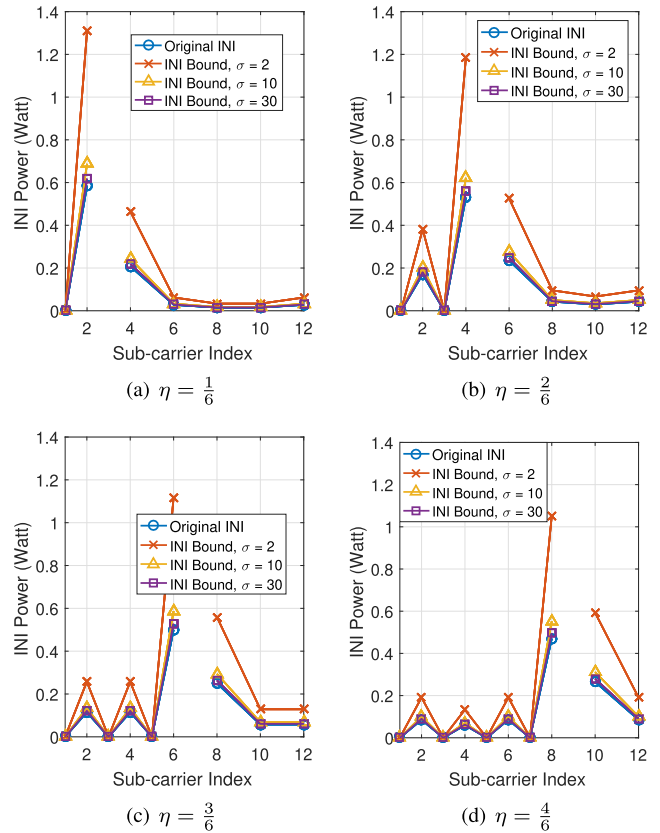 1.4
1.2
1
0.8
0.6
0.4
0.2
0
INI Power (Watt)
Original INI
INI Bound, σ = 2
INI Bound, σ = 10
INI Bound, σ = 30
2 4 6 8 10 12
Sub-carrier Index
(a) η = 1/6
1.4
1.2
1
0.8
0.6
0.4
0.2
0
INI Power (Watt)
Original INI
INI Bound, σ = 2
INI Bound, σ = 10
INI Bound, σ = 30
2 4 6 8 10 12
Sub-carrier Index
(b) η = 2/6
1.4
1.2
1
0.8
0.6
0.4
0.2
0
INI Power (Watt)
Original INI
INI Bound, σ = 2
INI Bound, σ = 10
INI Bound, σ = 30
2 4 6 8 10 12
Sub-carrier Index
(c) η = 3/6
1.4
1.2
1
0.8
0.6
0.4
0.2
0
INI Power (Watt)
Original INI
INI Bound, σ = 2
INI Bound, σ = 10
INI Bound, σ = 30
2 4 6 8 10 12
Sub-carrier Index
(d) η = 4/6